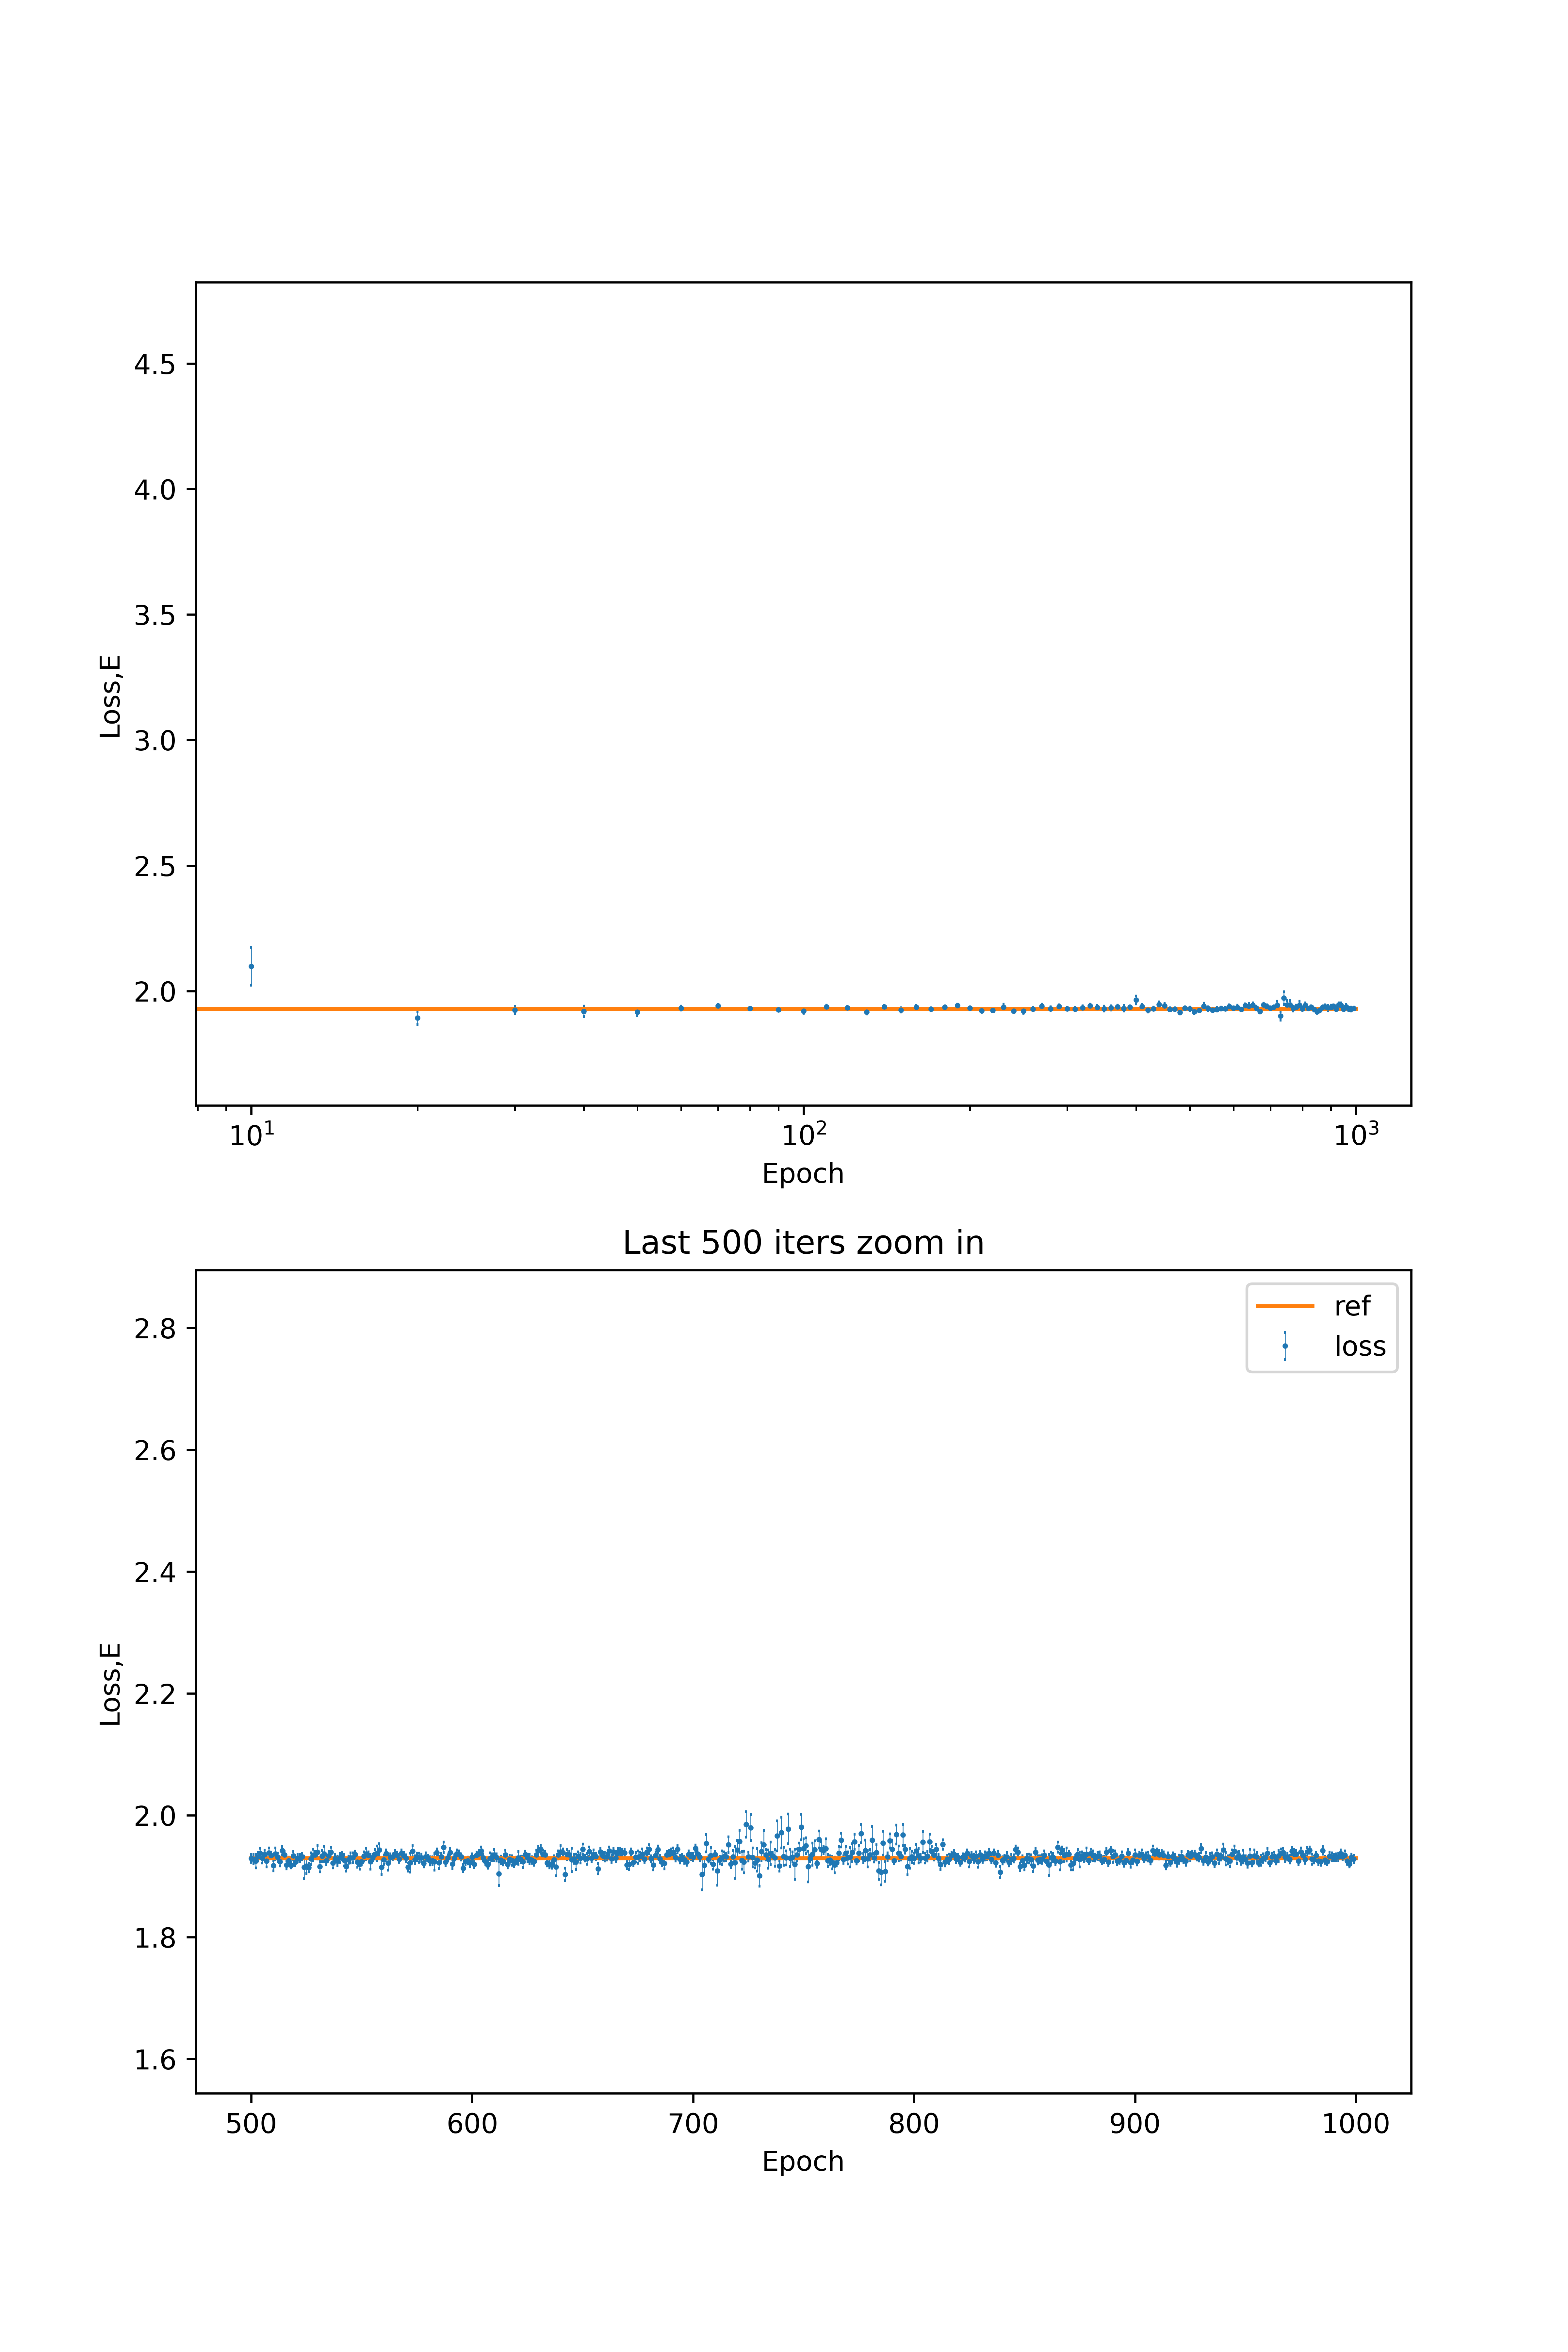 4.5
4.0
3.5
3.0
2.5
2.0
Loss,E
10¹ 10² 10³
Epoch
Last 500 iters zoom in
ref
loss
2.8
2.6
2.4
2.2
2.0
1.8
1.6
Loss,E
500 600 700 800 900 1000
Epoch